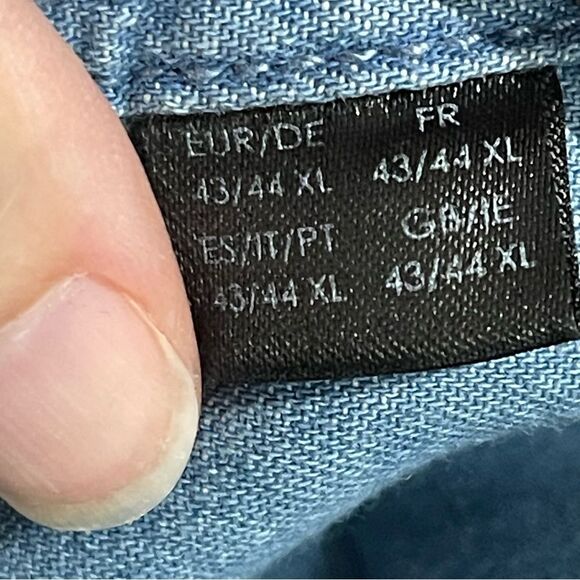 EUR/DE
43/44 XL
FR
43/44 XL
ES/IT/PT
43/44 XL
GB/IE
43/44 XL